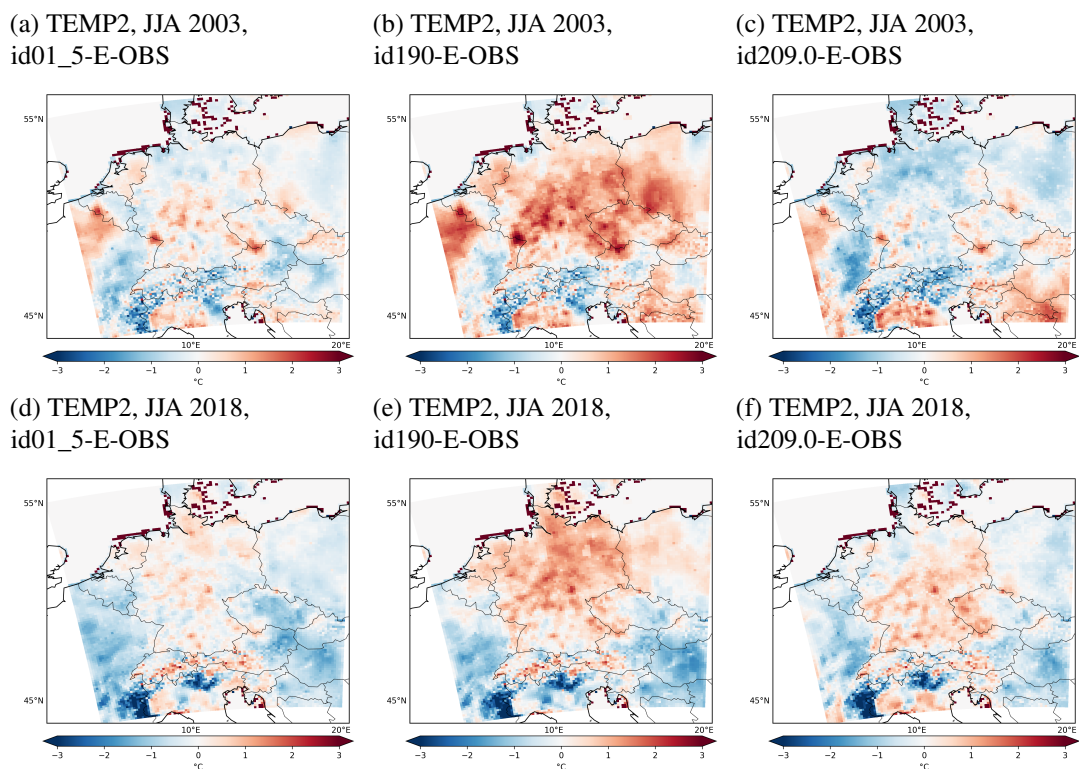 (a) TEMP2, JJA 2003,
id01_5-E-OBS
(b) TEMP2, JJA 2003,
id190-E-OBS
(c) TEMP2, JJA 2003,
id209.0-E-OBS
55°N
45°N
10°E
20°E
−3 −2 −1 0 1 2 3
°C
55°N
45°N
10°E
20°E
−3 −2 −1 0 1 2 3
°C
55°N
45°N
10°E
20°E
−3 −2 −1 0 1 2 3
°C
(d) TEMP2, JJA 2018,
id01_5-E-OBS
(e) TEMP2, JJA 2018,
id190-E-OBS
(f) TEMP2, JJA 2018,
id209.0-E-OBS
55°N
45°N
10°E
20°E
−3 −2 −1 0 1 2 3
°C
55°N
45°N
10°E
20°E
−3 −2 −1 0 1 2 3
°C
55°N
45°N
10°E
20°E
−3 −2 −1 0 1 2 3
°C